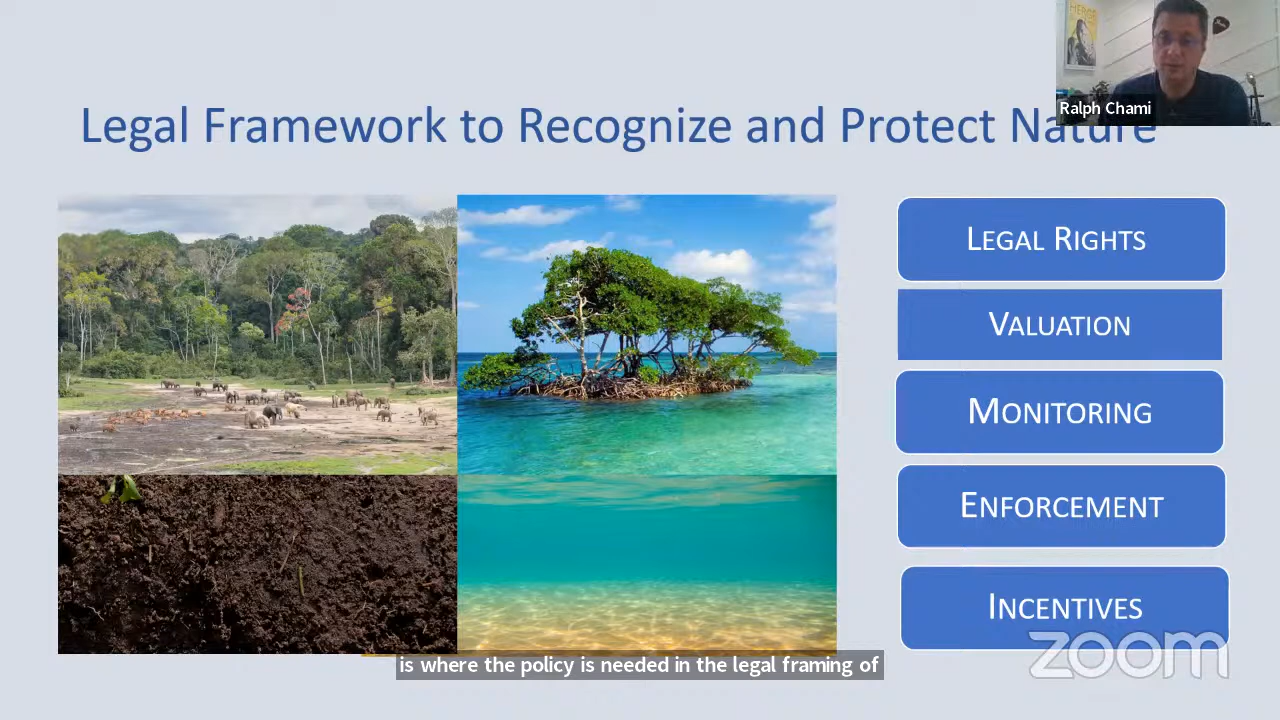 HERGÉ
Ralph Chami
Legal Framework to Recognize and Protect Nature
LEGAL RIGHTS
VALUATION
MONITORING
ENFORCEMENT
INCENTIVES
zoom
is where the policy is needed in the legal framing of